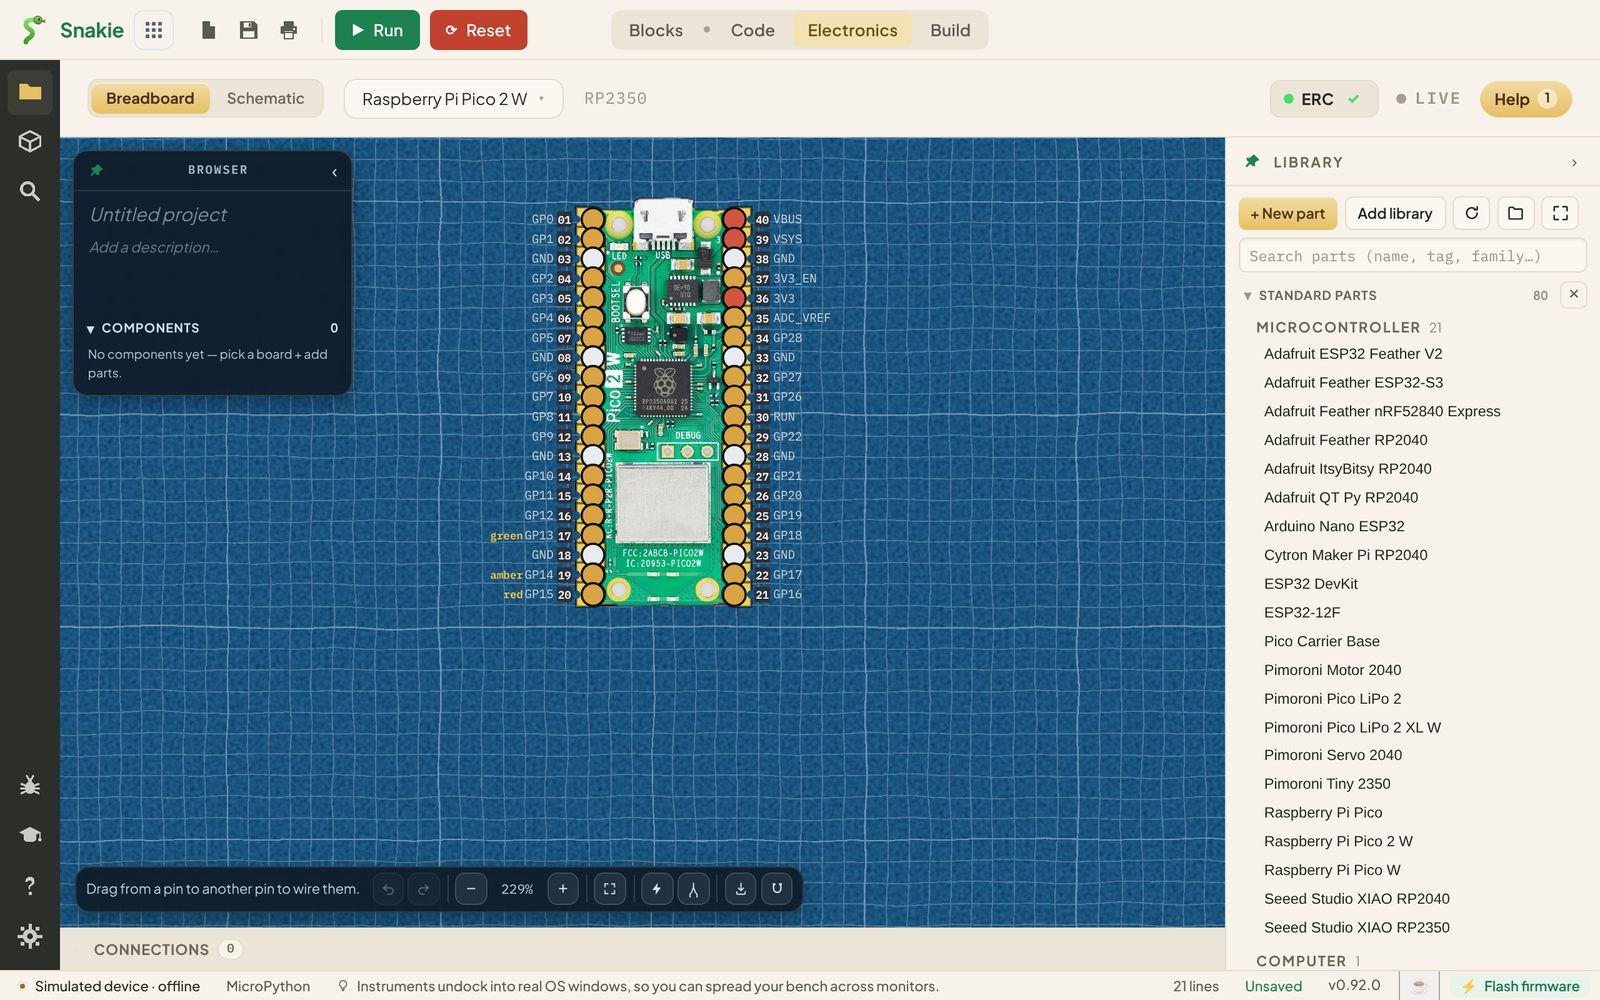 Snakie
Run
Reset
Blocks
Code
Electronics
Build
Breadboard
Schematic
Raspberry Pi Pico 2 W
RP2350
ERC
LIVE
Help 1
BROWSER
Untitled project
Add a description...
COMPONENTS 0
No components yet — pick a board + add
parts.
GP0 01
GP1 02
GND 03
GP2 04
GP3 05
GP4 06
GP5 07
GND 08
GP6 09
GP7 10
GP8 11
GP9 12
GND 13
GP10 14
GP11 15
GP12 16
green GP13 17
GND 18
amber GP14 19
red GP15 20
40 VBUS
39 VSYS
38 GND
37 3V3_EN
36 3V3
35 ADC_VREF
34 GP28
33 GND
32 GP27
31 GP26
30 RUN
29 GP22
28 GND
27 GP21
26 GP20
25 GP19
24 GP18
23 GND
22 GP17
21 GP16
LED
USB
BOOTSEL
Pico 2 W
DEBUG
FCC:2ABCB-PICO2W
IC:20953-PICO2W
Drag from a pin to another pin to wire them.
229%
CONNECTIONS 0
LIBRARY
+ New part
Add library
Search parts (name, tag, family…)
STANDARD PARTS 80
MICROCONTROLLER 21
Adafruit ESP32 Feather V2
Adafruit Feather ESP32-S3
Adafruit Feather nRF52840 Express
Adafruit Feather RP2040
Adafruit ItsyBitsy RP2040
Adafruit QT Py RP2040
Arduino Nano ESP32
Cytron Maker Pi RP2040
ESP32 DevKit
ESP32-12F
Pico Carrier Base
Pimoroni Motor 2040
Pimoroni Pico LiPo 2
Pimoroni Pico LiPo 2 XL W
Pimoroni Servo 2040
Pimoroni Tiny 2350
Raspberry Pi Pico
Raspberry Pi Pico 2 W
Raspberry Pi Pico W
Seeed Studio XIAO RP2040
Seeed Studio XIAO RP2350
COMPUTER 1
Simulated device · offline
MicroPython
Instruments undock into real OS windows, so you can spread your bench across monitors.
21 lines
Unsaved
v0.92.0
Flash firmware